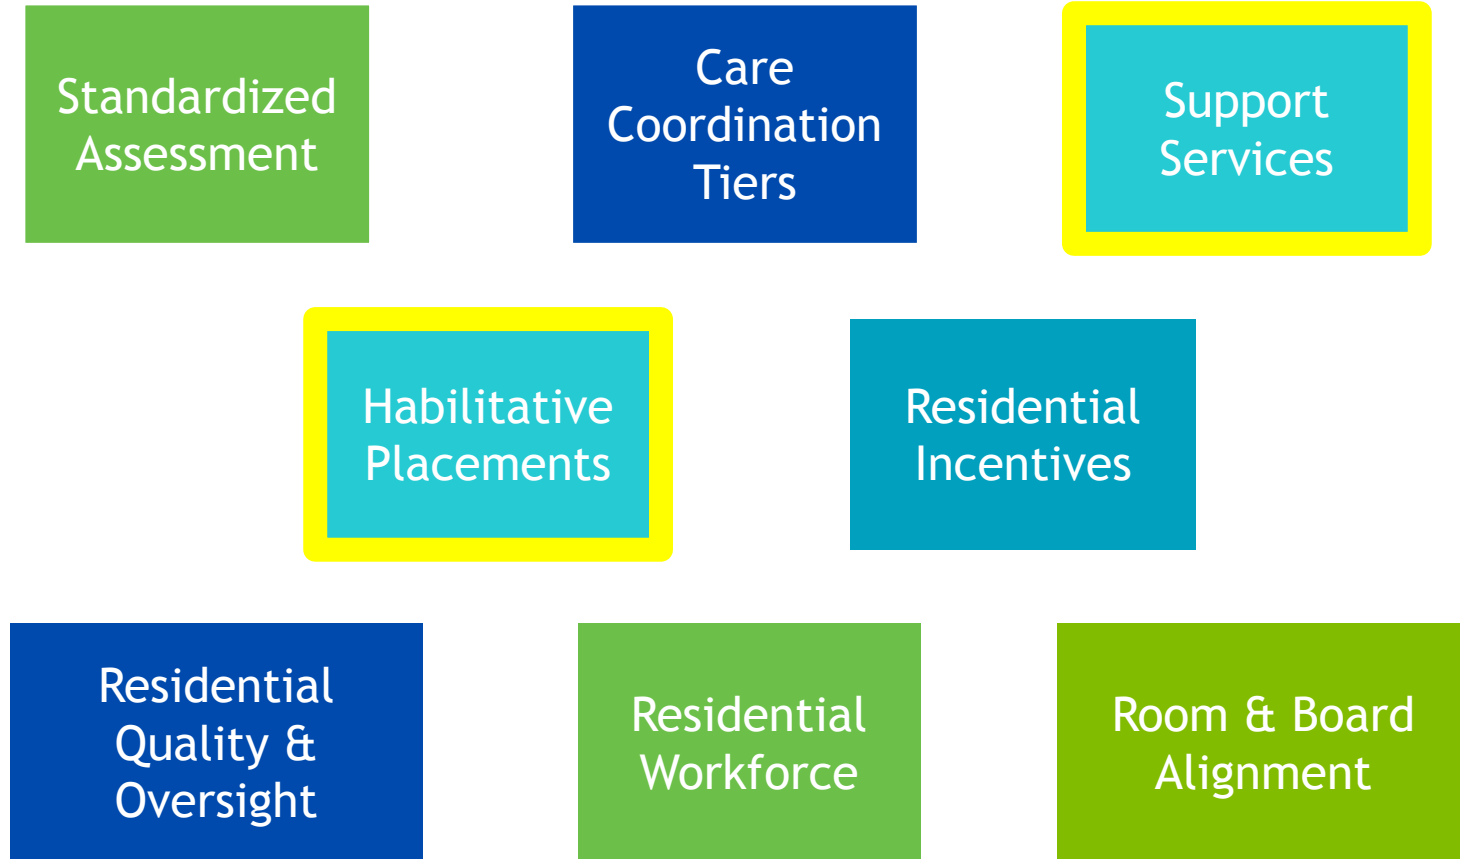 Standardized
Assessment
Care
Coordination
Tiers
Support
Services
Habilitative
Placements
Residential
Incentives
Residential
Quality &
Oversight
Residential
Workforce
Room & Board
Alignment